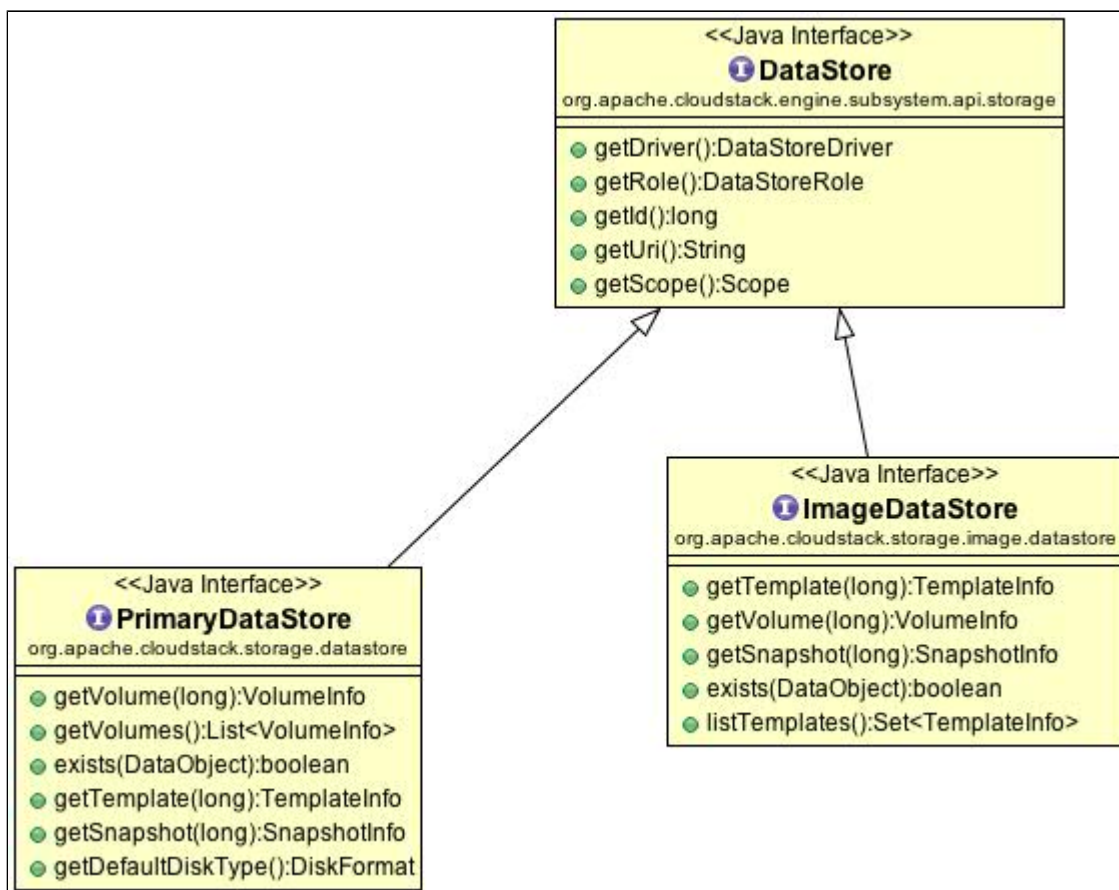 <<Java Interface>>
DataStore
org.apache.cloudstack.engine.subsystem.api.storage
getDriver():DataStoreDriver
getRole():DataStoreRole
getId():long
getUri():String
getScope():Scope
<<Java Interface>>
ImageDataStore
org.apache.cloudstack.storage.image.datastore
getTemplate(long):TemplateInfo
getVolume(long):VolumeInfo
getSnapshot(long):SnapshotInfo
exists(DataObject):boolean
listTemplates():Set<TemplateInfo>
<<Java Interface>>
PrimaryDataStore
org.apache.cloudstack.storage.datastore
getVolume(long):VolumeInfo
getVolumes():List<VolumeInfo>
exists(DataObject):boolean
getTemplate(long):TemplateInfo
getSnapshot(long):SnapshotInfo
getDefaultDiskType():DiskFormat